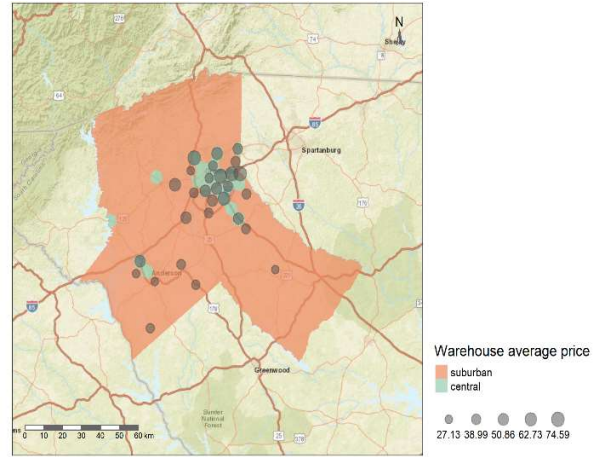 N
Shelby
Spartanburg
Anderson
Greenwood
Sumter
National
Forest
0 10 20 30 40 50 60 km
Warehouse average price
suburban
central
27.13 38.99 50.86 62.73 74.59